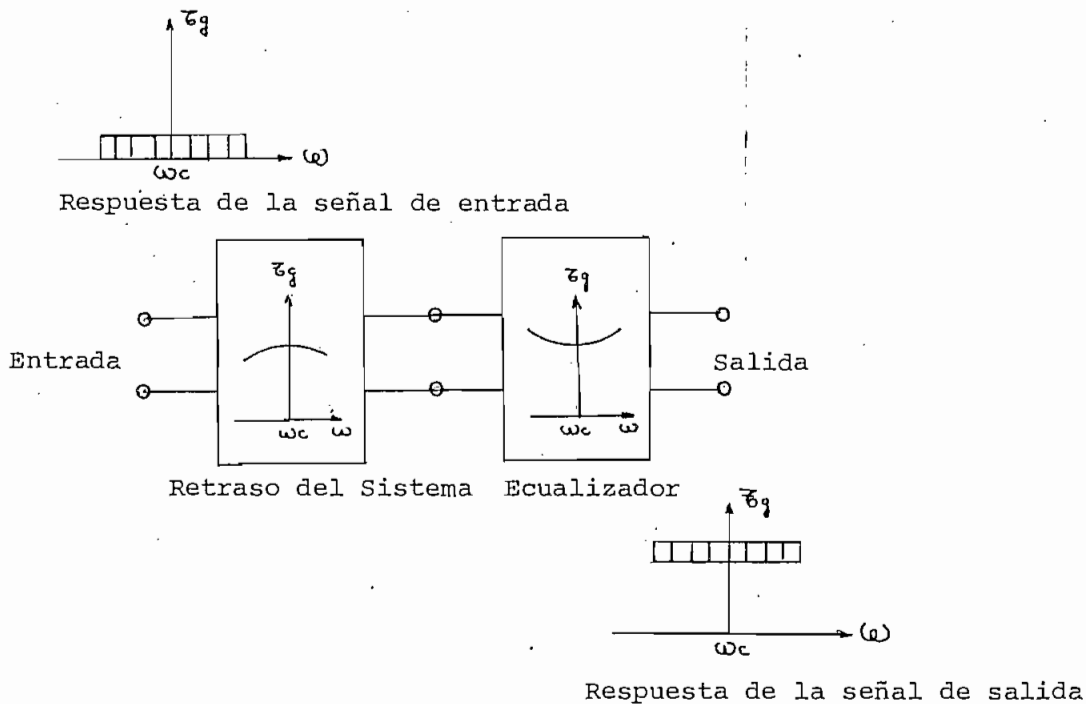 τg
ω
ωc
Respuesta de la señal de entrada
τg
τg
Entrada
Salida
ωc
ω
ωc
ω
Retraso del Sistema
Ecualizador
τg
ω
ωc
Respuesta de la señal de salida